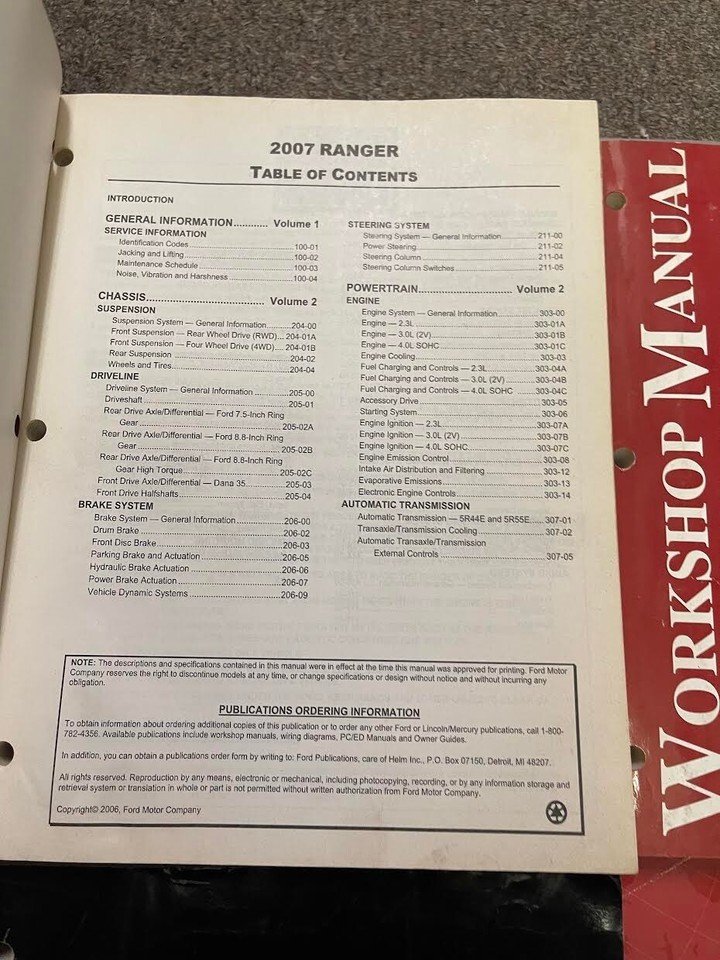 2007 RANGER
TABLE OF CONTENTS
INTRODUCTION
GENERAL INFORMATION............ Volume 1
SERVICE INFORMATION
Identification Codes..........100-01
Jacking and Lifting..........100-02
Maintenance Schedule..........100-03
Noise, Vibration and Harshness..........100-04
CHASSIS.......... Volume 2
SUSPENSION
Suspension System — General Information..........204-00
Front Suspension — Rear Wheel Drive (RWD)...204-01A
Front Suspension — Four Wheel Drive (4WD)....204-01B
Rear Suspension..........204-02
Wheels and Tires..........204-04
DRIVELINE
Driveline System — General Information..........205-00
Driveshaft..........205-01
Rear Drive Axle/Differential — Ford 7.5-Inch Ring
Gear..........205-02A
Rear Drive Axle/Differential — Ford 8.8-Inch Ring
Gear..........205-02B
Rear Drive Axle/Differential — Ford 8.8-Inch Ring
Gear High Torque..........205-02C
Front Drive Axle/Differential — Dana 35..........205-03
Front Drive Halfshafts..........205-04
BRAKE SYSTEM
Brake System — General Information..........206-00
Drum Brake..........206-02
Front Disc Brake..........206-03
Parking Brake and Actuation..........206-05
Hydraulic Brake Actuation..........206-06
Power Brake Actuation..........206-07
Vehicle Dynamic Systems..........206-09
STEERING SYSTEM
Steering System — General Information..........211-00
Power Steering..........211-02
Steering Column..........211-04
Steering Column Switches..........211-05
POWERTRAIN.......... Volume 2
ENGINE
Engine System — General Information..........303-00
Engine — 2.3L..........303-01A
Engine — 3.0L (2V)..........303-01B
Engine — 4.0L SOHC..........303-01C
Engine Cooling..........303-03
Fuel Charging and Controls — 2.3L..........303-04A
Fuel Charging and Controls — 3.0L (2V)..........303-04B
Fuel Charging and Controls — 4.0L SOHC ..........303-04C
Accessory Drive..........303-05
Starting System..........303-06
Engine Ignition — 2.3L..........303-07A
Engine Ignition — 3.0L (2V)..........303-07B
Engine Ignition — 4.0L SOHC..........303-07C
Engine Emission Control..........303-08
Intake Air Distribution and Filtering..........303-12
Evaporative Emissions..........303-13
Electronic Engine Controls..........303-14
AUTOMATIC TRANSMISSION
Automatic Transmission — 5R44E and 5R55E......307-01
Transaxle/Transmission Cooling..........307-02
Automatic Transaxle/Transmission
External Controls..........307-05
NOTE: The descriptions and specifications contained in this manual were in effect at the time this manual was approved for printing. Ford Motor
Company reserves the right to discontinue models at any time, or change specifications or design without notice and without incurring any
obligation.
PUBLICATIONS ORDERING INFORMATION
To obtain information about ordering additional copies of this publication or to order any other Ford or Lincoln/Mercury publications, call 1-800-
782-4356. Available publications include workshop manuals, wiring diagrams, PC/ED Manuals and Owner Guides.
In addition, you can obtain a publications order form by writing to: Ford Publications, care of Helm Inc., P.O. Box 07150, Detroit, MI 48207.
All rights reserved. Reproduction by any means, electronic or mechanical, including photocopying, recording, or by any information storage and
retrieval system or translation in whole or part is not permitted without written authorization from Ford Motor Company.
Copyright© 2006, Ford Motor Company
WORKSHOP MANUAL